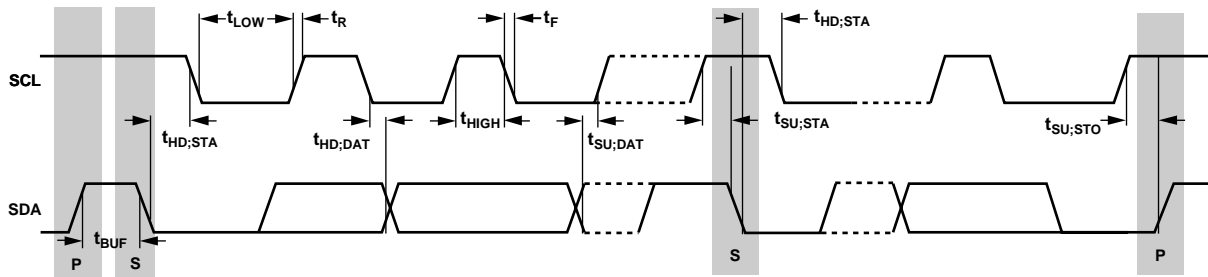 tLOW tR tF tHD;STA
SCL
tHD;STA tHD;DAT tHIGH tSU;DAT tSU;STA tSU;STO
SDA
tBUF
P S S P